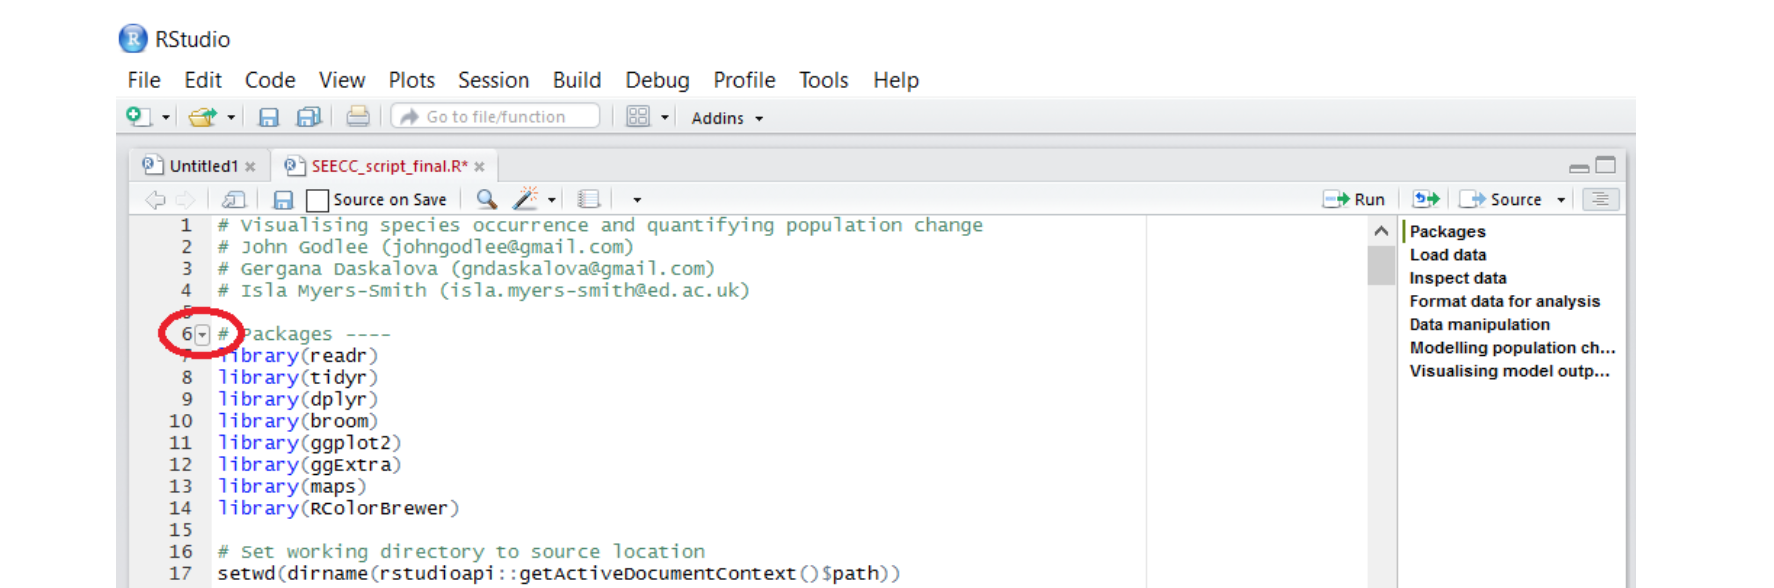 RStudio
File Edit Code View Plots Session Build Debug Profile Tools Help
Go to file/function Addins
Untitled1 SEECC_script_final.R*
Source on Save Run Source
1 # Visualising species occurrence and quantifying population change
2 # John Godlee (johngodlee@gmail.com)
3 # Gergana Daskalova (gndaskalova@gmail.com)
4 # Isla Myers-Smith (isla.myers-smith@ed.ac.uk)
5
6 # Packages ----
7 library(readr)
8 library(tidyr)
9 library(dplyr)
10 library(broom)
11 library(ggplot2)
12 library(ggExtra)
13 library(maps)
14 library(RColorBrewer)
15
16 # Set working directory to source location
17 setwd(dirname(rstudioapi::getActiveDocumentContext()$path))
Packages
Load data
Inspect data
Format data for analysis
Data manipulation
Modelling population ch...
Visualising model outp...